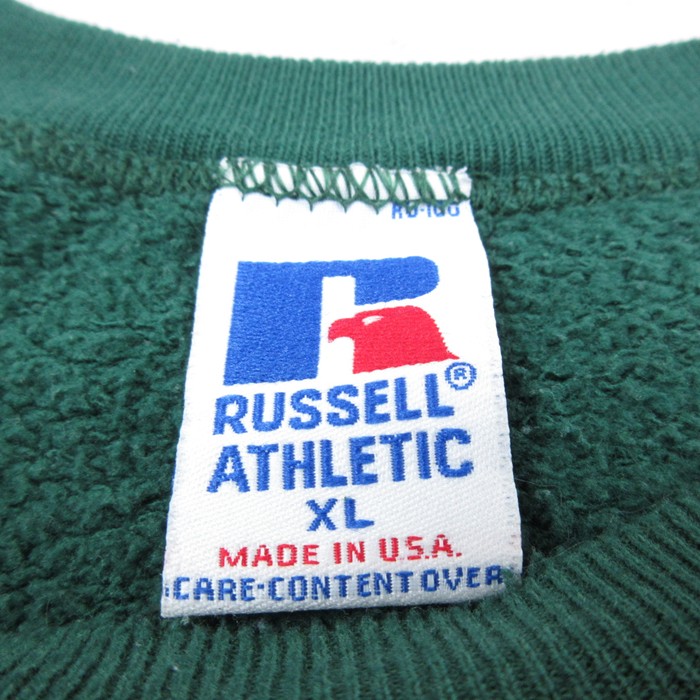 RUSSELL®
ATHLETIC
XL
MADE IN U.S.A.
CARE-CONTENT OVER